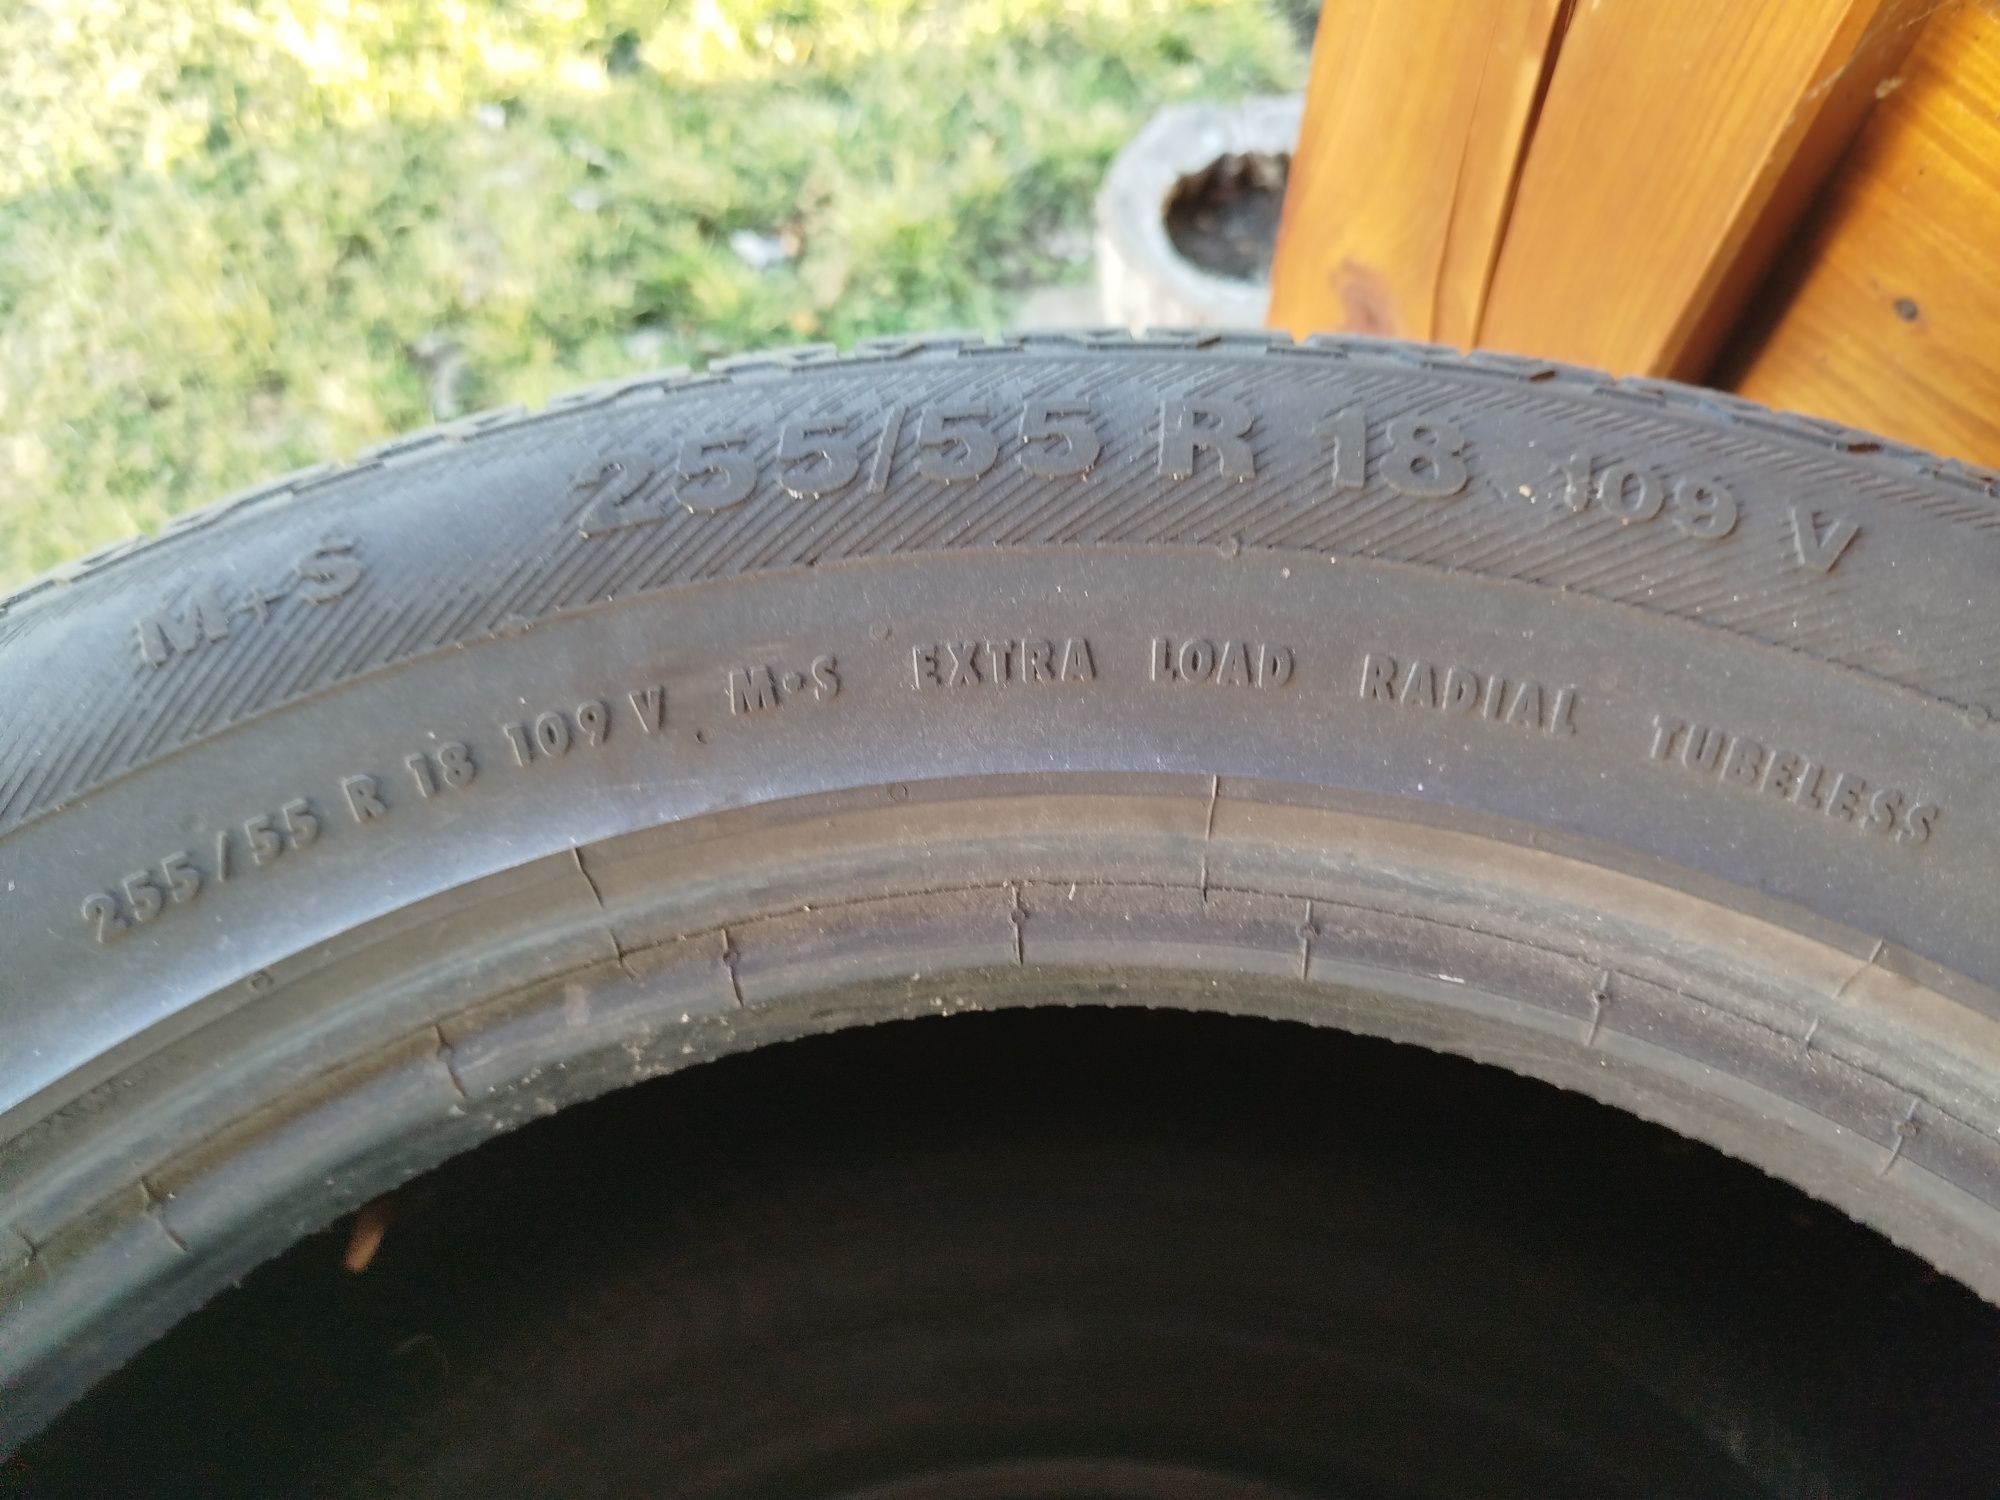 M+S 255/55 R 18 109 V
255/55 R 18 109 V M+S EXTRA LOAD RADIAL TUBELESS